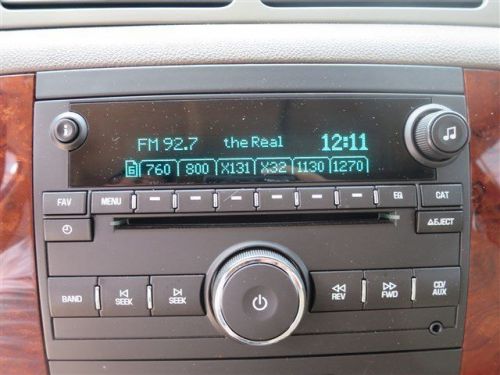 FM 92.7 the Real 12:11
6 760 800 X131 X32 1130 1270
FAV MENU EQ CAT
EJECT
BAND SEEK SEEK REV FWD CD/
AUX